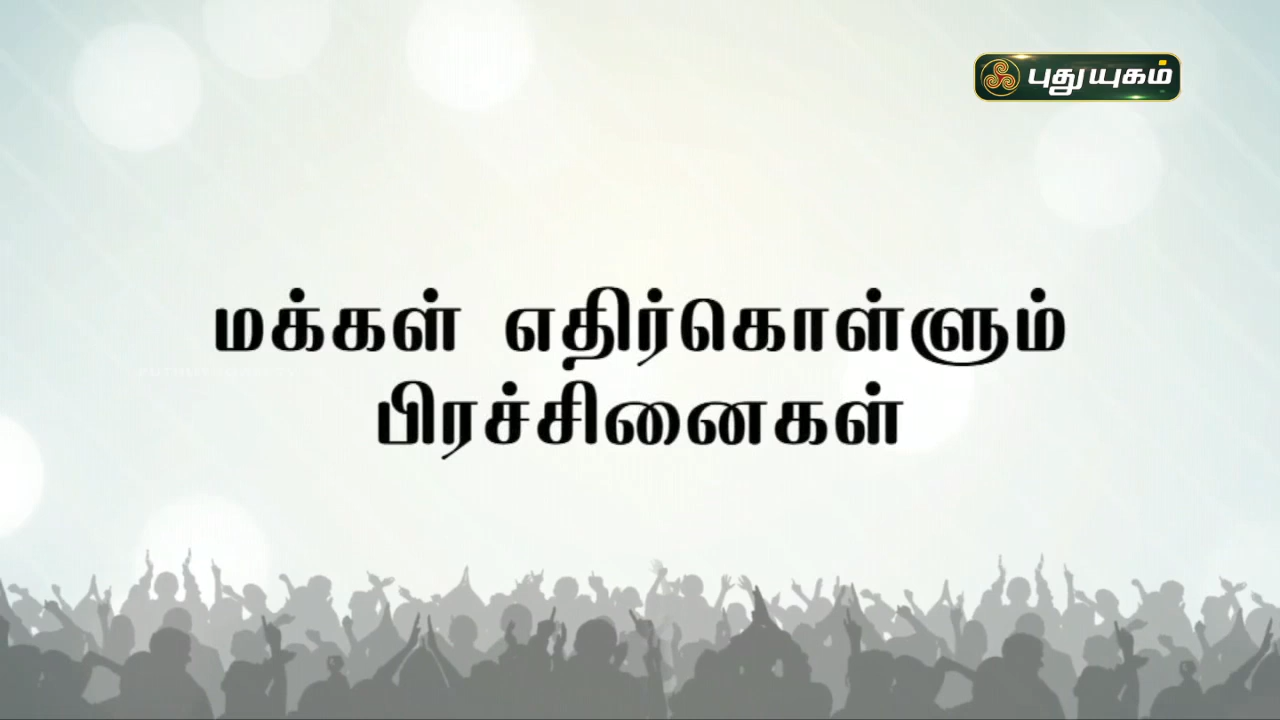 புதுயுகம்
மக்கள் எதிர்கொள்ளும்
பிரச்சினைகள்